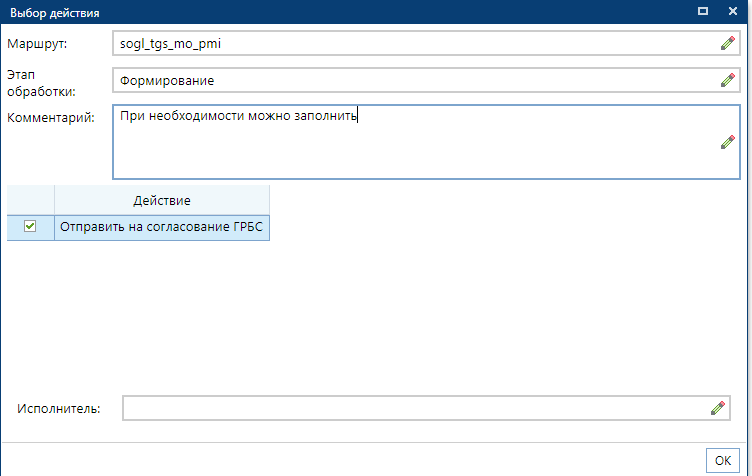 Выбор действия
Маршрут: sogl_tgs_mo_pmi
Этап
обработки: Формирование
Комментарий: При необходимости можно заполнить
Действие
Отправить на согласование ГРБС
Исполнитель:
OK